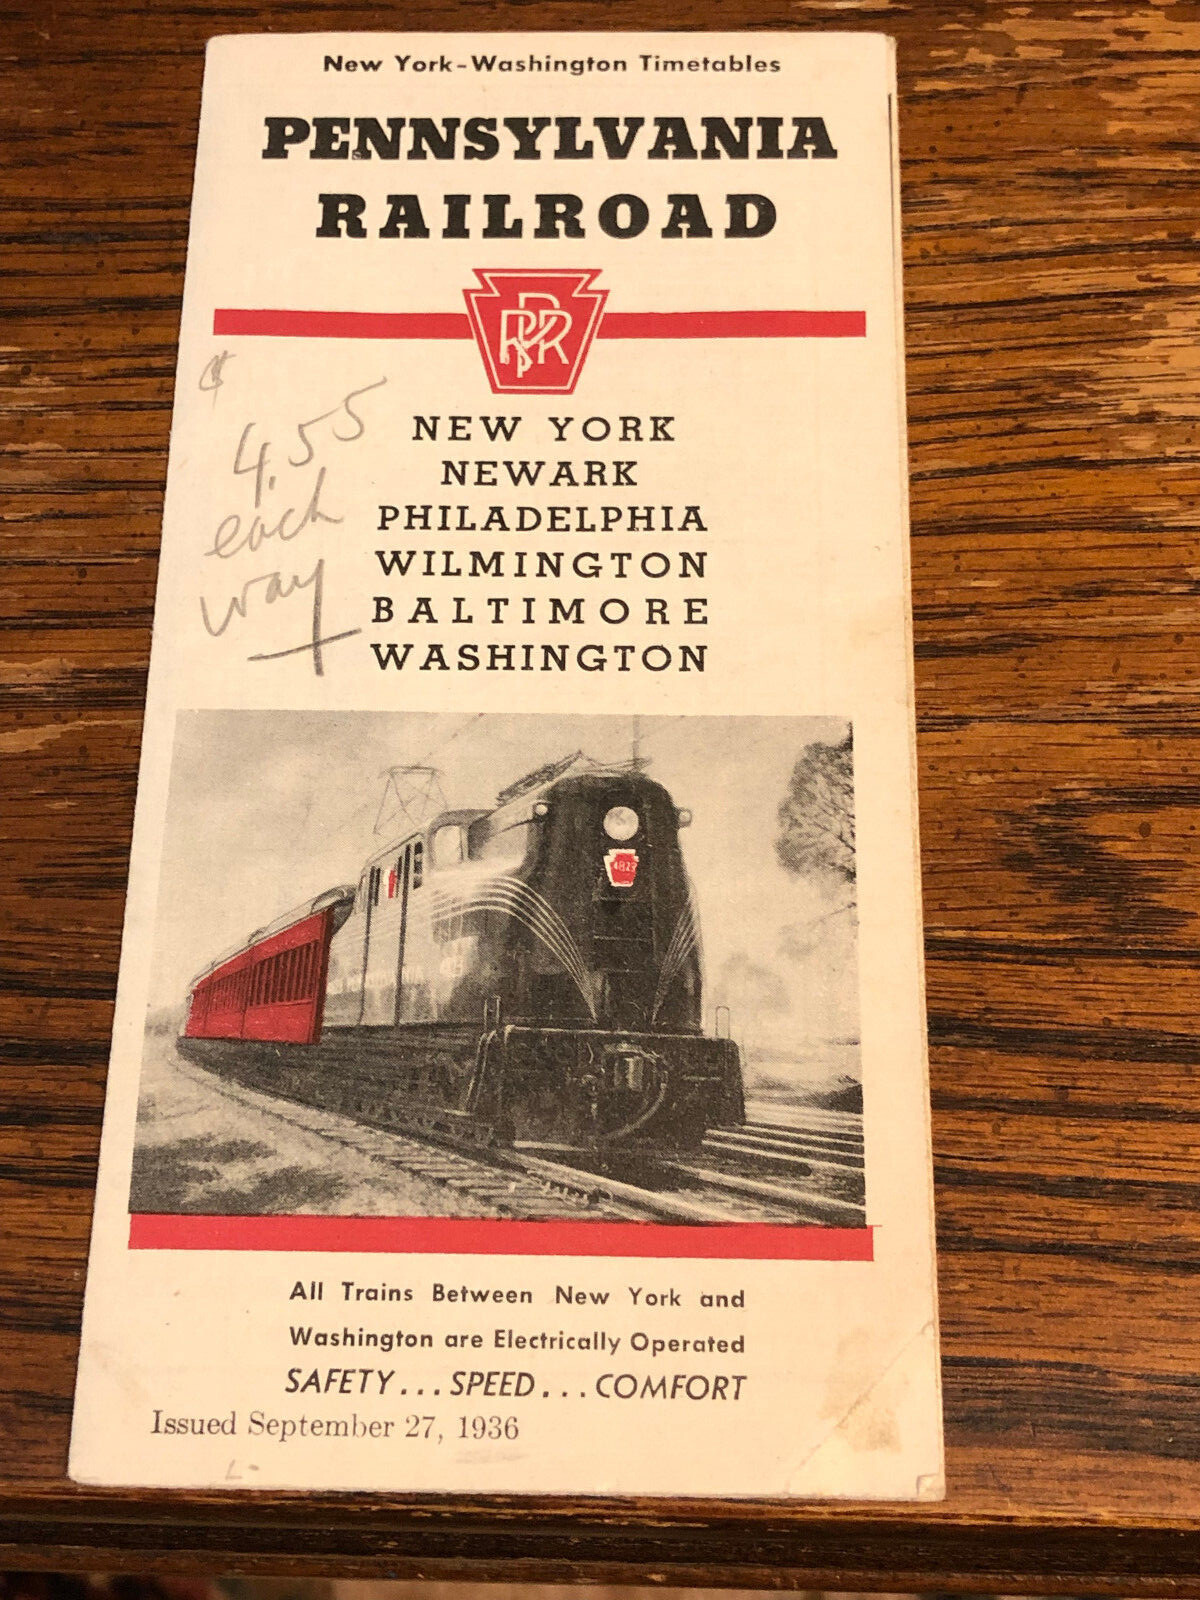 New York-Washington Timetables
PENNSYLVANIA
RAILROAD
PRR
$
4.55
each
way
NEW YORK
NEWARK
PHILADELPHIA
WILMINGTON
BALTIMORE
WASHINGTON
All Trains Between New York and
Washington are Electrically Operated
SAFETY...SPEED...COMFORT
Issued September 27, 1936